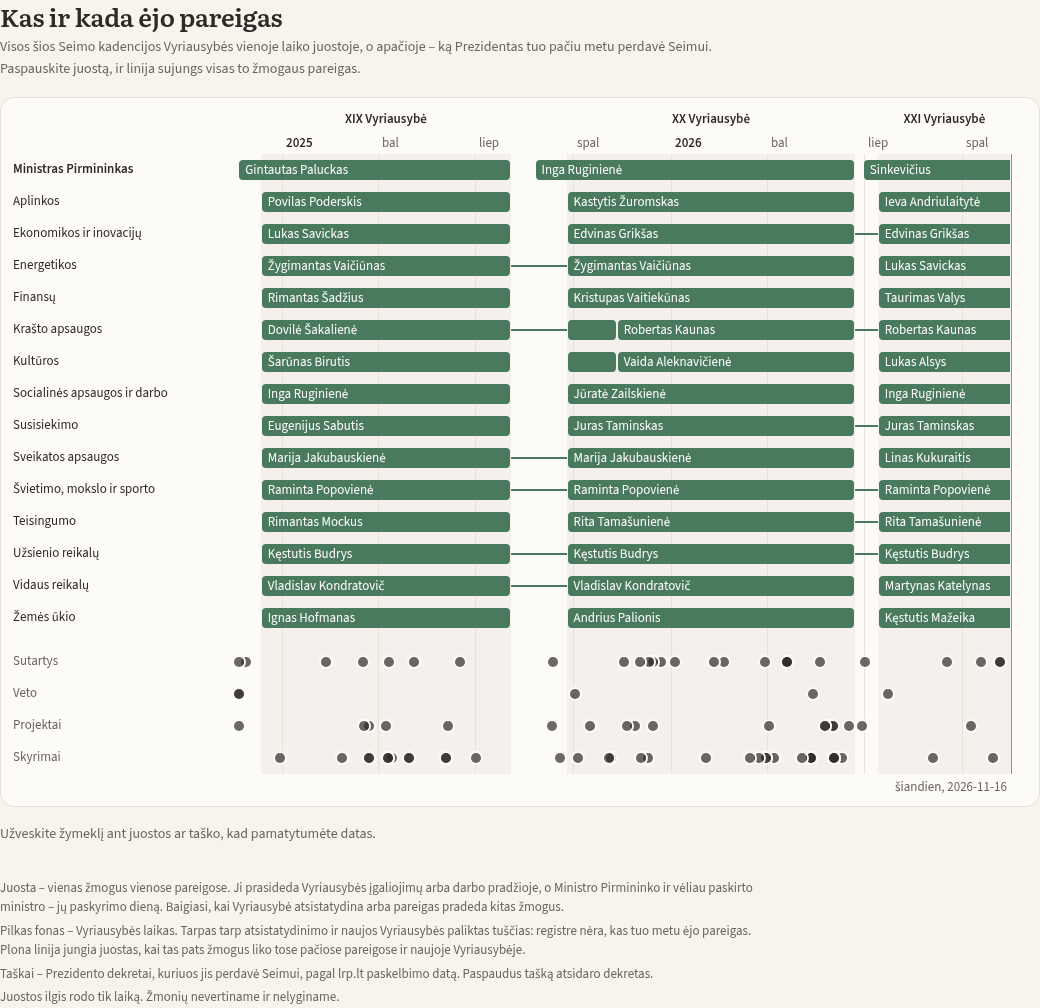 Kas ir kada ėjo pareigas
Visos šios Seimo kadencijos Vyriausybės vienoje laiko juostoje, o apačioje – ką Prezidentas tuo pačiu metu perdavė Seimui.
Paspauskite juostą, ir linija sujungs visas to žmogaus pareigas.
XIX Vyriausybė XX Vyriausybė XXI Vyriausybė
2025 bal liep spal 2026 bal liep spal
Ministras Pirmininkas Gintautas Paluckas Inga Ruginienė Sinkevičius
Aplinkos Povilas Poderskis Kastytis Žuromskas Ieva Andriulaitytė
Ekonomikos ir inovacijų Lukas Savickas Edvinas Grikšas Edvinas Grikšas
Energetikos Žygimantas Vaičiūnas Žygimantas Vaičiūnas Lukas Savickas
Finansų Rimantas Šadžius Kristupas Vaitiekūnas Taurimas Valys
Krašto apsaugos Dovilė Šakalienė Robertas Kaunas Robertas Kaunas
Kultūros Šarūnas Birutis Vaida Aleknavičienė Lukas Alsys
Socialinės apsaugos ir darbo Inga Ruginienė Jūratė Zailskienė Inga Ruginienė
Susisiekimo Eugenijus Sabutis Juras Taminskas Juras Taminskas
Sveikatos apsaugos Marija Jakubauskienė Marija Jakubauskienė Linas Kukuraitis
Švietimo, mokslo ir sporto Raminta Popovienė Raminta Popovienė Raminta Popovienė
Teisingumo Rimantas Mockus Rita Tamašunienė Rita Tamašunienė
Užsienio reikalų Kęstutis Budrys Kęstutis Budrys Kęstutis Budrys
Vidaus reikalų Vladislav Kondratovič Vladislav Kondratovič Martynas Katelynas
Žemės ūkio Ignas Hofmanas Andrius Palionis Kęstutis Mažeika
Sutartys
Veto
Projektai
Skyrimai
šiandien, 2026-11-16
Užveskite žymeklį ant juostos ar taško, kad pamatytumėte datas.
Juosta – vienas žmogus vienose pareigose. Ji prasideda Vyriausybės įgaliojimų arba darbo pradžioje, o Ministro Pirmininko ir vėliau paskirto
ministro – jų paskyrimo dieną. Baigiasi, kai Vyriausybė atsistatydina arba pareigas pradeda kitas žmogus.
Pilkas fonas – Vyriausybės laikas. Tarpas tarp atsistatydinimo ir naujos Vyriausybės paliktas tuščias: registre nėra, kas tuo metu ėjo pareigas.
Plona linija jungia juostas, kai tas pats žmogus liko tose pačiose pareigose ir naujoje Vyriausybėje.
Taškai – Prezidento dekretai, kuriuos jis perdavė Seimui, pagal lrp.lt paskelbimo datą. Paspaudus tašką atsidaro dekretas.
Juostos ilgis rodo tik laiką. Žmonių nevertiname ir nelyginame.